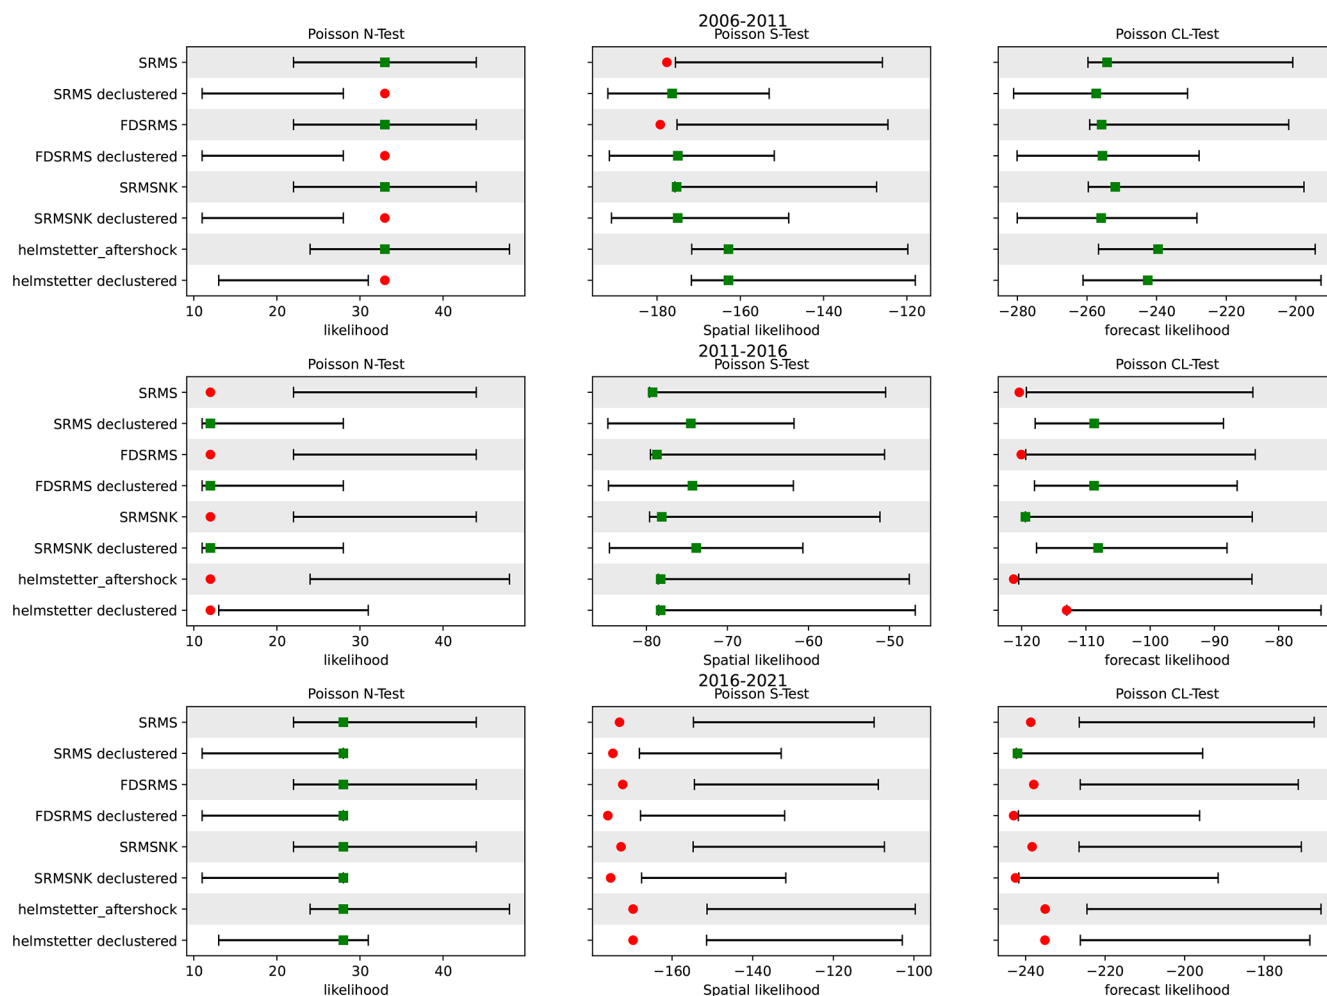 2006-2011
Poisson N-Test
Poisson S-Test
Poisson CL-Test
SRMS
SRMS declustered
FDSRMS
FDSRMS declustered
SRMSNK
SRMSNK declustered
helmstetter_aftershock
helmstetter declustered
10 20 30 40
−180 −160 −140 −120
−280 −260 −240 −220 −200
likelihood
Spatial likelihood
forecast likelihood
2011-2016
Poisson N-Test
Poisson S-Test
Poisson CL-Test
SRMS
SRMS declustered
FDSRMS
FDSRMS declustered
SRMSNK
SRMSNK declustered
helmstetter_aftershock
helmstetter declustered
10 20 30 40
−80 −70 −60 −50
−120 −110 −100 −90 −80
likelihood
Spatial likelihood
forecast likelihood
2016-2021
Poisson N-Test
Poisson S-Test
Poisson CL-Test
SRMS
SRMS declustered
FDSRMS
FDSRMS declustered
SRMSNK
SRMSNK declustered
helmstetter_aftershock
helmstetter declustered
10 20 30 40
−160 −140 −120 −100
−240 −220 −200 −180
likelihood
Spatial likelihood
forecast likelihood